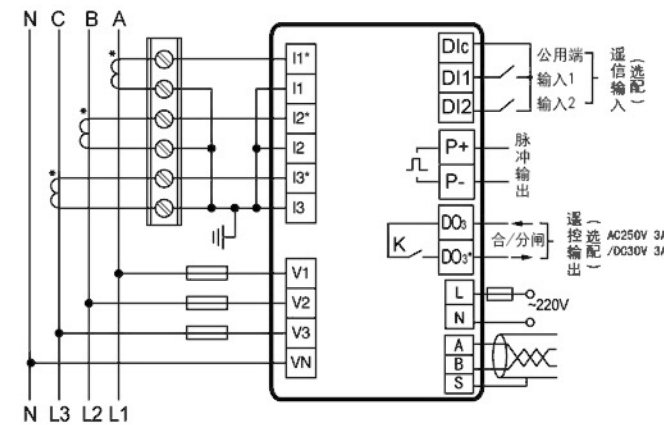 N C B A
I1*
I1
I2*
I2
I3*
I3
V1
V2
V3
VN
N L3 L2 L1
DIc
DI1
DI2
公用端
输入1
输入2
遥信输入
(选配)
P+
P-
脉冲输出
K
DO3
DO3*
合/分闸
遥控输出
(选配)
AC250V 3A
/DC30V 3A
L
N
~220V
A
B
S